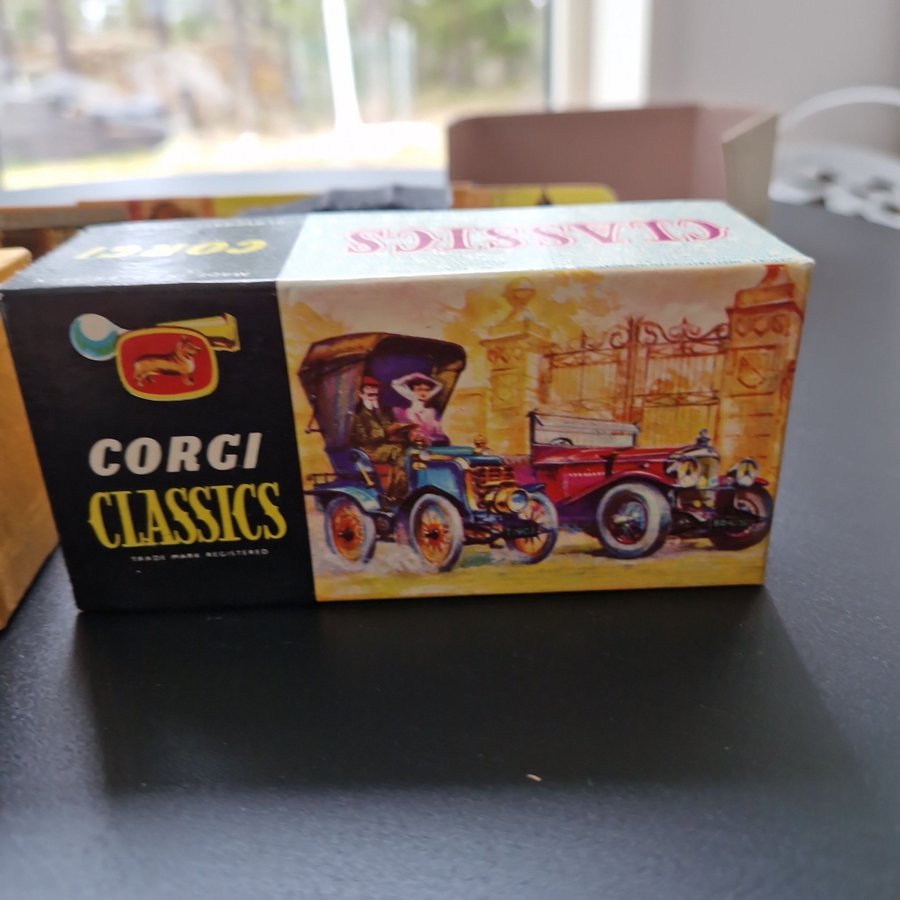 CORGI
CLASSICS
CORGI
CLASSICS
TRADE MARK REGISTERED